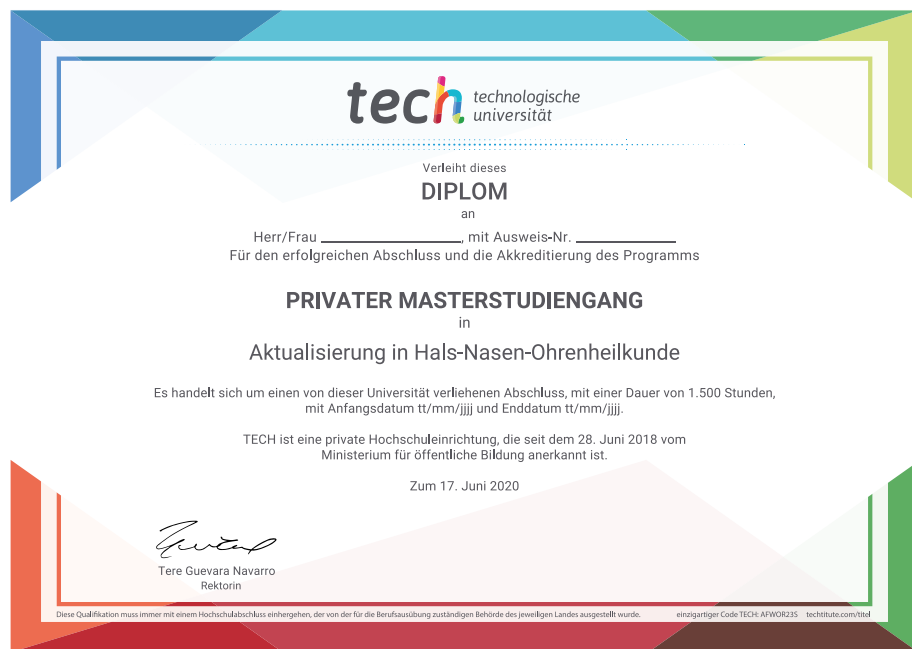 tech technologische
universität
Verleiht dieses
DIPLOM
an
Herr/Frau ____________________, mit Ausweis-Nr. ______________
Für den erfolgreichen Abschluss und die Akkreditierung des Programms
PRIVATER MASTERSTUDIENGANG
in
Aktualisierung in Hals-Nasen-Ohrenheilkunde
Es handelt sich um einen von dieser Universität verliehenen Abschluss, mit einer Dauer von 1.500 Stunden,
mit Anfangsdatum tt/mm/jjjj und Enddatum tt/mm/jjjj.
TECH ist eine private Hochschuleinrichtung, die seit dem 28. Juni 2018 vom
Ministerium für öffentliche Bildung anerkannt ist.
Zum 17. Juni 2020
Tere Guevara Navarro
Rektorin
Diese Qualifikation muss immer mit einem Hochschulabschluss einhergehen, der von der für die Berufsausübung zuständigen Behörde des jeweiligen Landes ausgestellt wurde. einzigartiger Code TECH: AFWOR23S techtitute.com/titel